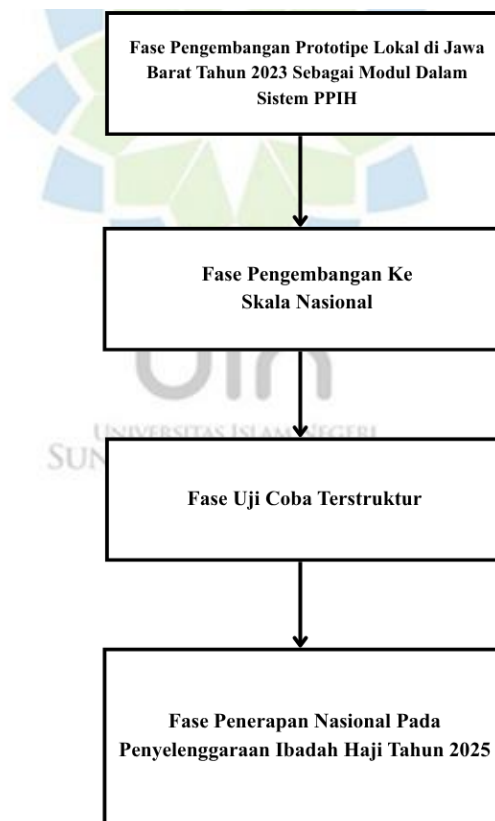 Fase Pengembangan Prototipe Lokal di Jawa
Barat Tahun 2023 Sebagai Modul Dalam
Sistem PPIH
Fase Pengembangan Ke
Skala Nasional
uin
UNIVERSITAS ISLAM NEGERI
SUN
Fase Uji Coba Terstruktur
Fase Penerapan Nasional Pada
Penyelenggaraan Ibadah Haji Tahun 2025